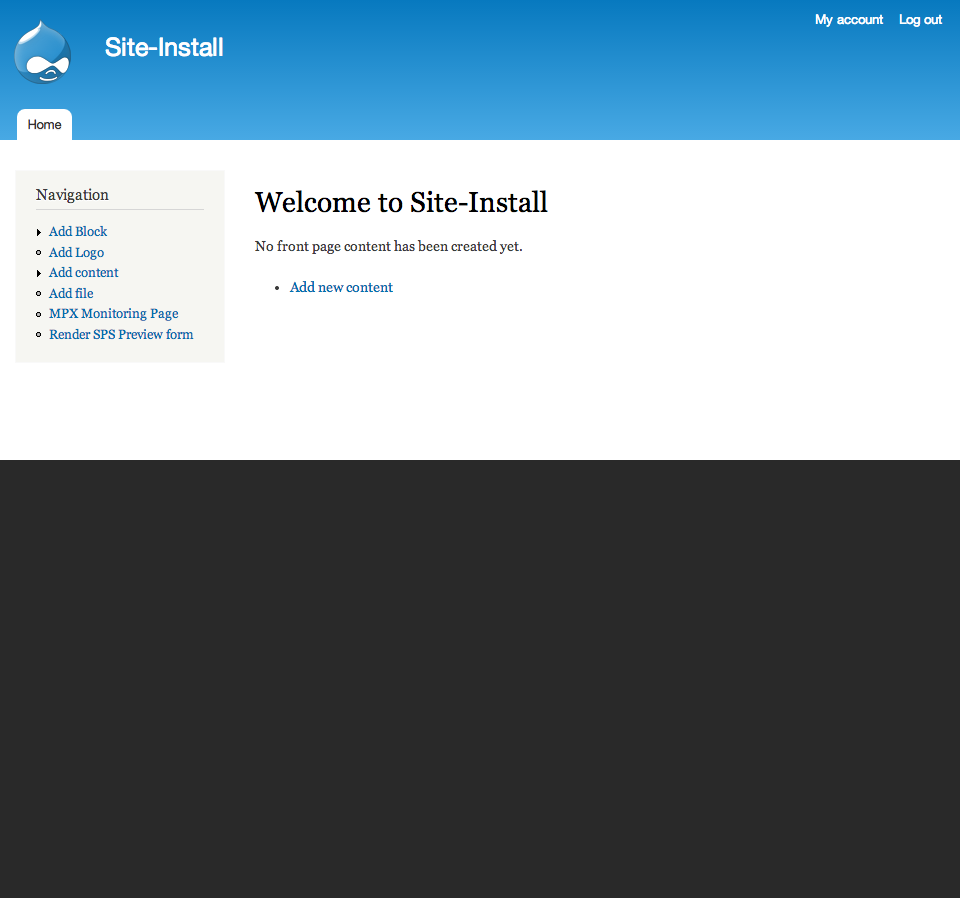 My account Log out
Site-Install
Home
Navigation
Add Block
Add Logo
Add content
Add file
MPX Monitoring Page
Render SPS Preview form
Welcome to Site-Install
No front page content has been created yet.
Add new content